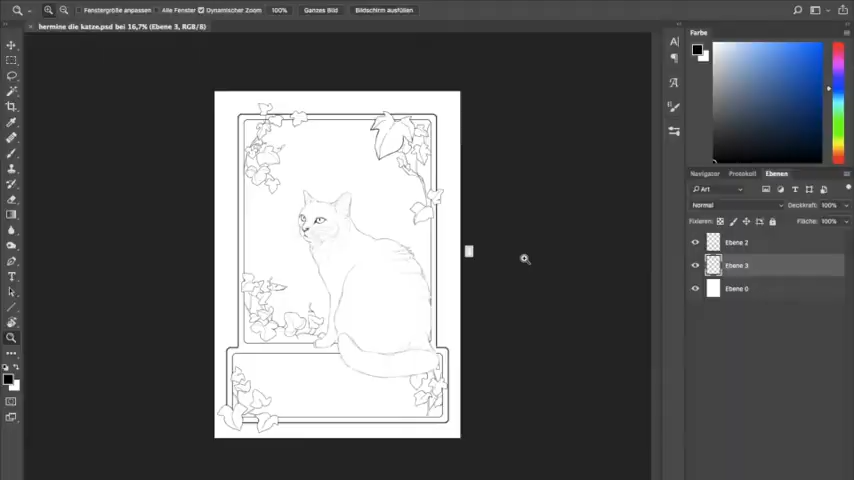 Fenstergröße anpassen Alle Fenster Dynamischer Zoom 100% Ganzes Bild Bildschirm ausfüllen
hermine die katze.psd bei 16,7% (Ebene 3, RGB/8)
Farbe
Navigator Protokoll Ebenen
Art
Normal Deckkraft: 100%
Fixieren: Fläche: 100%
Ebene 2
Ebene 3
Ebene 0